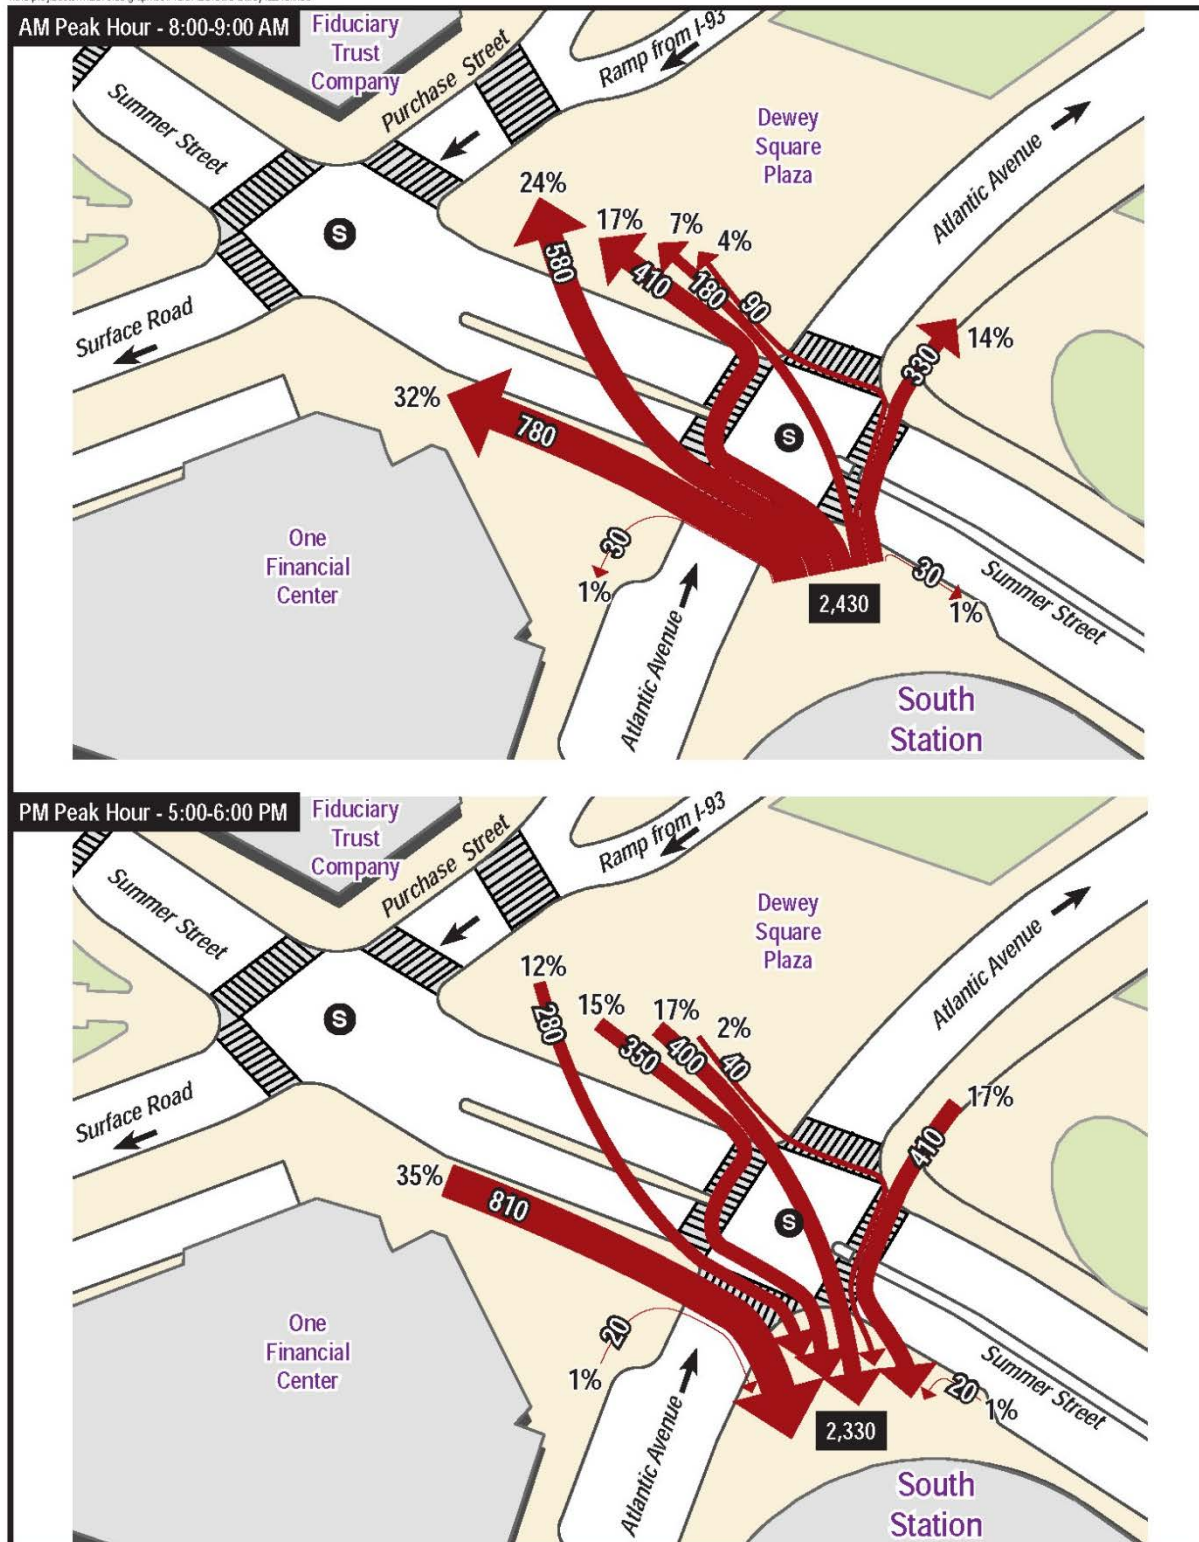 AM Peak Hour - 8:00-9:00 AM
Fiduciary
Trust
Company
Purchase Street
Ramp from I-93
Summer Street
Dewey
Square
Plaza
Atlantic Avenue
24%
17%
7%
4%
S
580
410
180
90
Surface Road
14%
330
32%
780
S
One
Financial
Center
30
1%
30
1%
2,430
Summer Street
Atlantic Avenue
South
Station
PM Peak Hour - 5:00-6:00 PM
Fiduciary
Trust
Company
Purchase Street
Ramp from I-93
Summer Street
Dewey
Square
Plaza
Atlantic Avenue
12%
15%
17%
2%
S
280
350
400
40
Surface Road
17%
410
35%
810
S
One
Financial
Center
20
1%
20
1%
2,330
Summer Street
Atlantic Avenue
South
Station